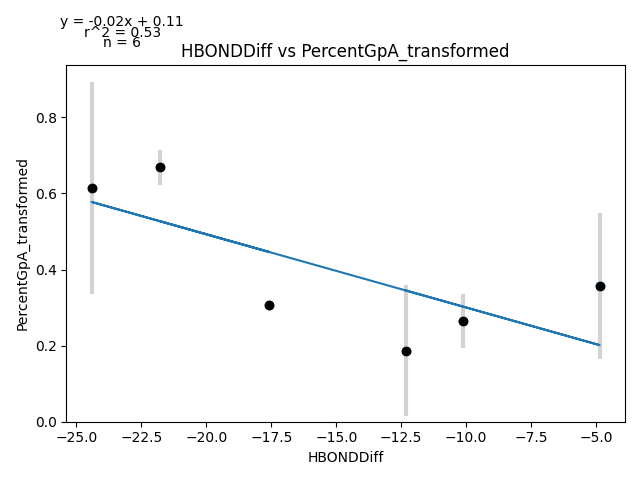 y = -0.02x + 0.11
r^2 = 0.53
n = 6
HBONDDiff vs PercentGpA_transformed
PercentGpA_transformed
0.8
0.6
0.4
0.2
0.0
−25.0 −22.5 −20.0 −17.5 −15.0 −12.5 −10.0 −7.5 −5.0
HBONDDiff